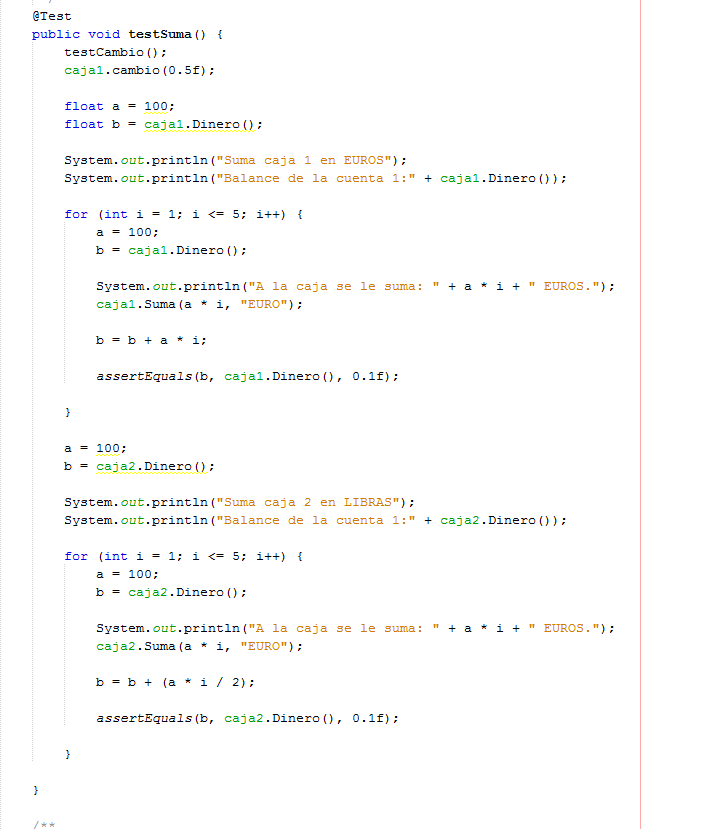 @Test
public void testSuma() {
testCambio();
caja1.cambio(0.5f);
float a = 100;
float b = caja1.Dinero();
System.out.println("Suma caja 1 en EUROS");
System.out.println("Balance de la cuenta 1:" + caja1.Dinero());
for (int i = 1; i <= 5; i++) {
a = 100;
b = caja1.Dinero();
System.out.println("A la caja se le suma: " + a * i + " EUROS.");
caja1.Suma(a * i, "EURO");
b = b + a * i;
assertEquals(b, caja1.Dinero(), 0.1f);
}
a = 100;
b = caja2.Dinero();
System.out.println("Suma caja 2 en LIBRAS");
System.out.println("Balance de la cuenta 1:" + caja2.Dinero());
for (int i = 1; i <= 5; i++) {
a = 100;
b = caja2.Dinero();
System.out.println("A la caja se le suma: " + a * i + " EUROS.");
caja2.Suma(a * i, "EURO");
b = b + (a * i / 2);
assertEquals(b, caja2.Dinero(), 0.1f);
}
}
/**